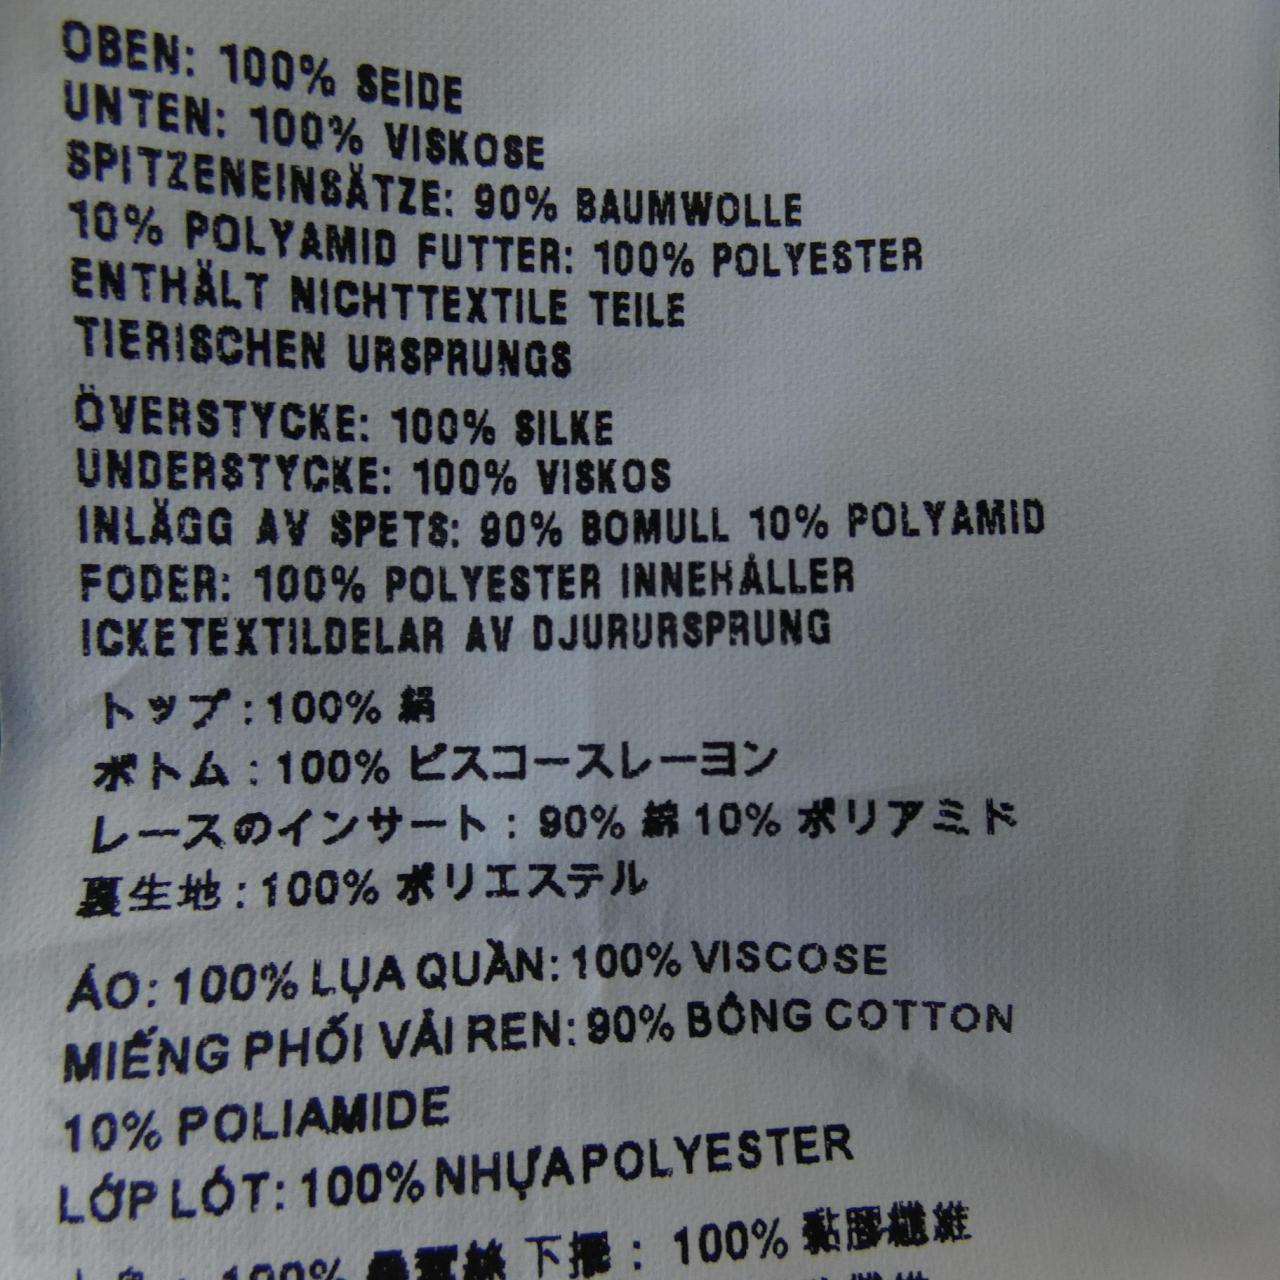 OBEN: 100% SEIDE
UNTEN: 100% VISKOSE
SPITZENEINSÄTZE: 90% BAUMWOLLE
10% POLYAMID FUTTER: 100% POLYESTER
ENTHÄLT NICHTTEXTILE TEILE
TIERISCHEN URSPRUNGS
ÖVERSTYCKE: 100% SILKE
UNDERSTYCKE: 100% VISKOS
INLÄGG AV SPETS: 90% BOMULL 10% POLYAMID
FODER: 100% POLYESTER INNEHÅLLER
ICKETEXTILDELAR AV DJURURSPRUNG
トップ: 100% 絹
ボトム: 100% ビスコースレーヨン
レースのインサート: 90% 綿 10% ポリアミド
裏生地: 100% ポリエステル
ÁO: 100% LỤA QUẦN: 100% VISCOSE
MIẾNG PHỐI VẢI REN: 90% BÔNG COTTON
10% POLIAMIDE
LỚP LÓT: 100% NHỰA POLYESTER
100% 下擺: 100% 黏膠纖維